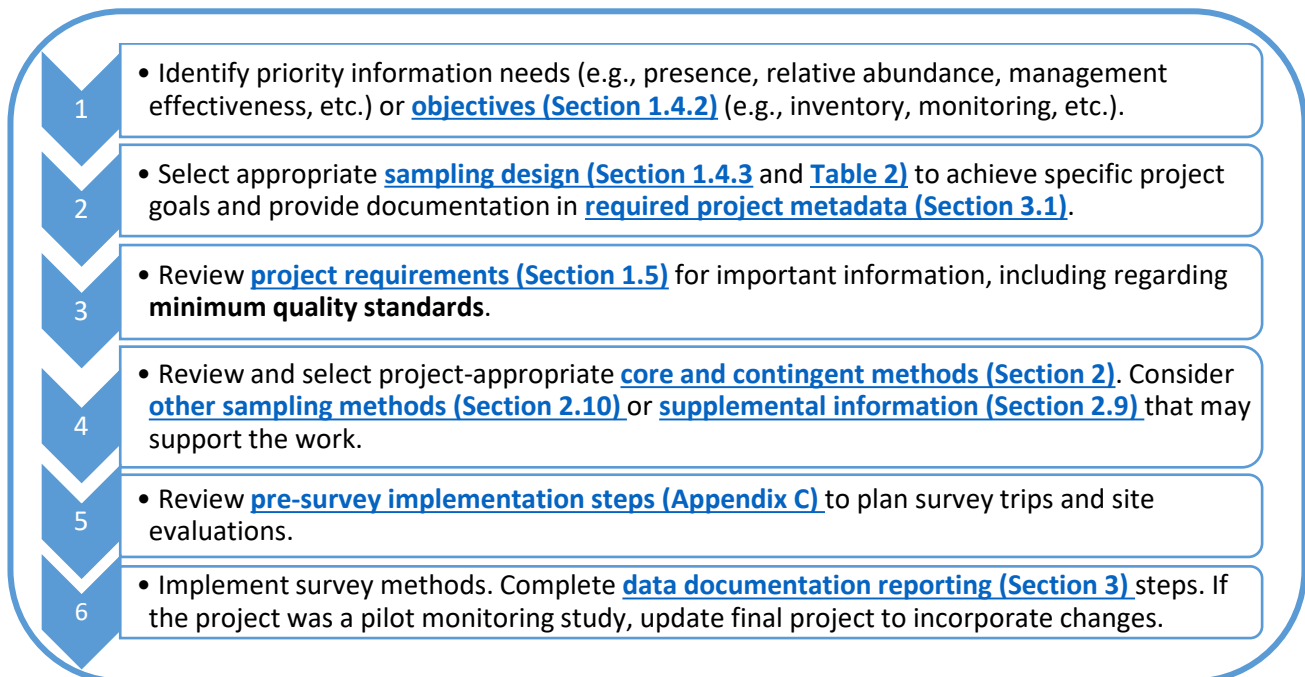 1
• Identify priority information needs (e.g., presence, relative abundance, management
effectiveness, etc.) or objectives (Section 1.4.2) (e.g., inventory, monitoring, etc.).
2
• Select appropriate sampling design (Section 1.4.3 and Table 2) to achieve specific project
goals and provide documentation in required project metadata (Section 3.1).
3
• Review project requirements (Section 1.5) for important information, including regarding
minimum quality standards.
4
• Review and select project-appropriate core and contingent methods (Section 2). Consider
other sampling methods (Section 2.10) or supplemental information (Section 2.9) that may
support the work.
5
• Review pre-survey implementation steps (Appendix C) to plan survey trips and site
evaluations.
6
• Implement survey methods. Complete data documentation reporting (Section 3) steps. If
the project was a pilot monitoring study, update final project to incorporate changes.